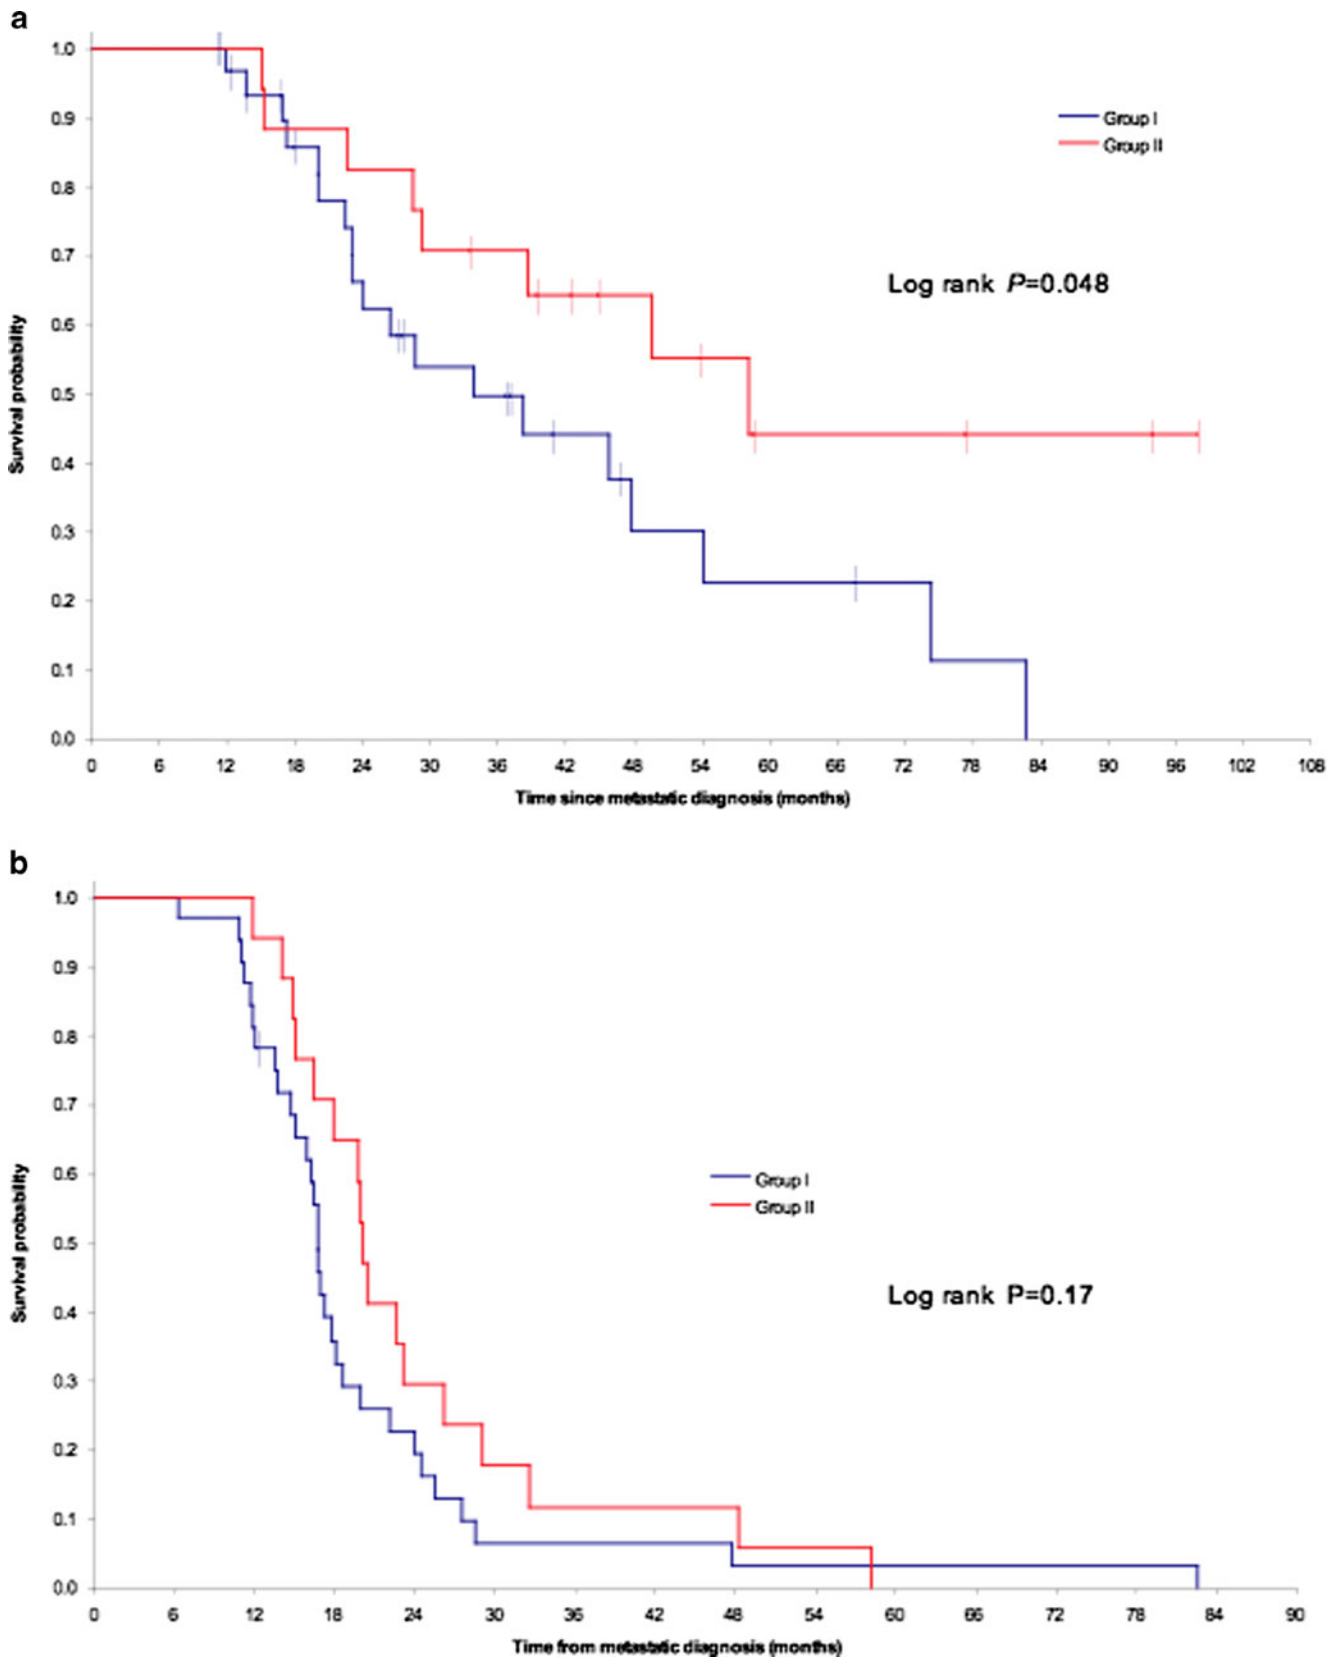 a
1.0
0.9
0.8
0.7
0.6
0.5
0.4
0.3
0.2
0.1
0.0
Survival probability
Group I
Group II
Log rank P=0.048
0 6 12 18 24 30 36 42 48 54 60 66 72 78 84 90 96 102 108
Time since metastatic diagnosis (months)
b
1.0
0.9
0.8
0.7
0.6
0.5
0.4
0.3
0.2
0.1
0.0
Survival probability
Group I
Group II
Log rank P=0.17
0 6 12 18 24 30 36 42 48 54 60 66 72 78 84 90
Time from metastatic diagnosis (months)